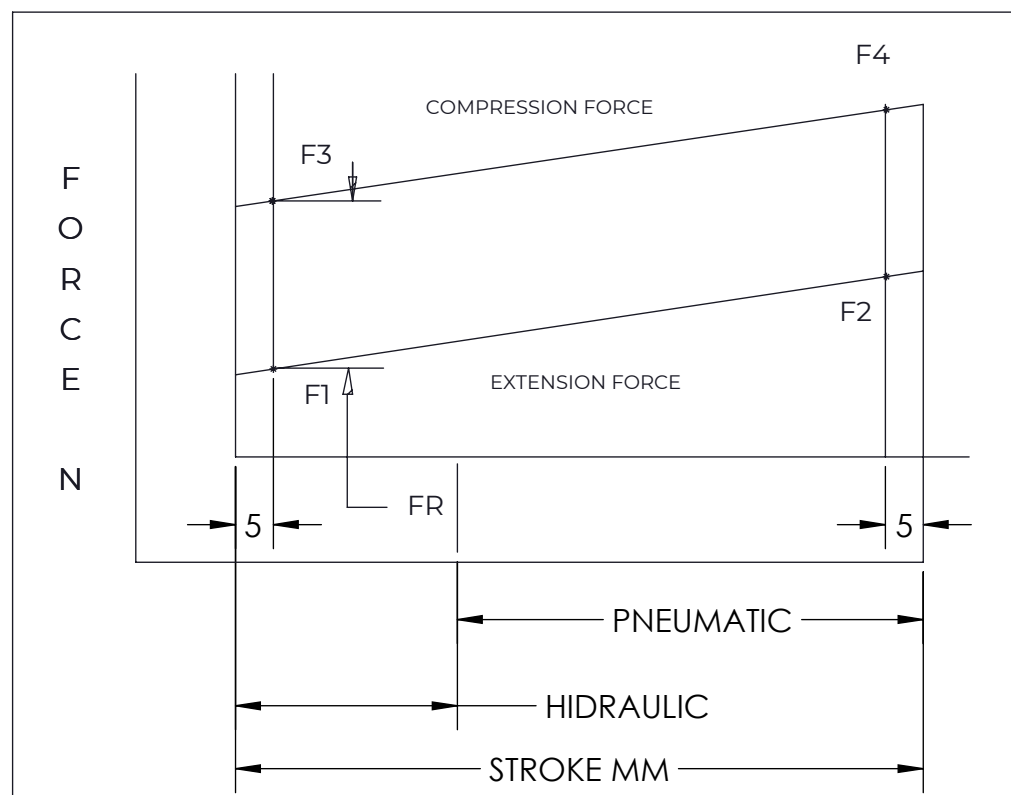 F4
COMPRESSION FORCE
F3
F
O
R
C
E
N
F2
F1
EXTENSION FORCE
FR
5
5
PNEUMATIC
HIDRAULIC
STROKE MM